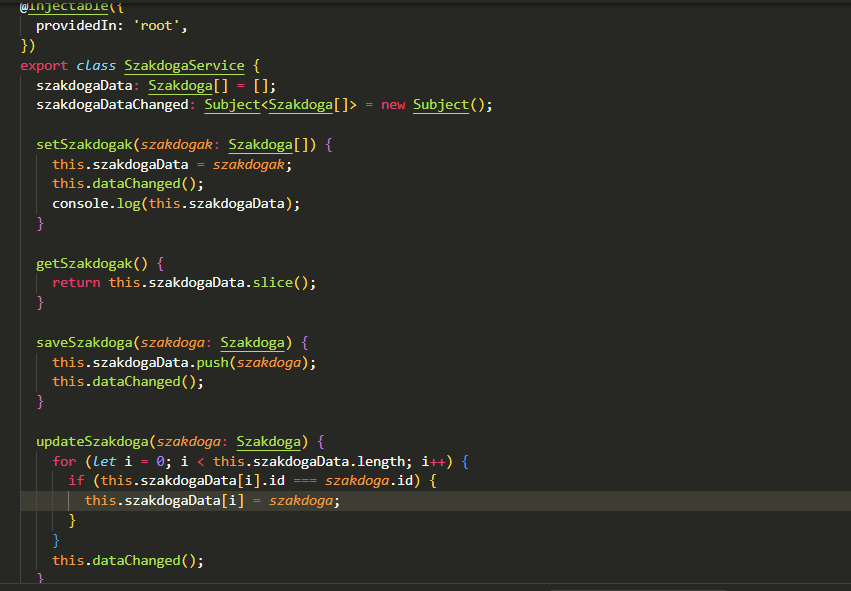 @Injectable({
  providedIn: 'root',
})
export class SzakdogaService {
  szakdogaData: Szakdoga[] = [];
  szakdogaDataChanged: Subject<Szakdoga[]> = new Subject();

  setSzakdogak(szakdogak: Szakdoga[]) {
    this.szakdogaData = szakdogak;
    this.dataChanged();
    console.log(this.szakdogaData);
  }

  getSzakdogak() {
    return this.szakdogaData.slice();
  }

  saveSzakdoga(szakdoga: Szakdoga) {
    this.szakdogaData.push(szakdoga);
    this.dataChanged();
  }

  updateSzakdoga(szakdoga: Szakdoga) {
    for (let i = 0; i < this.szakdogaData.length; i++) {
      if (this.szakdogaData[i].id === szakdoga.id) {
        this.szakdogaData[i] = szakdoga;
      }
    }
    this.dataChanged();
  }